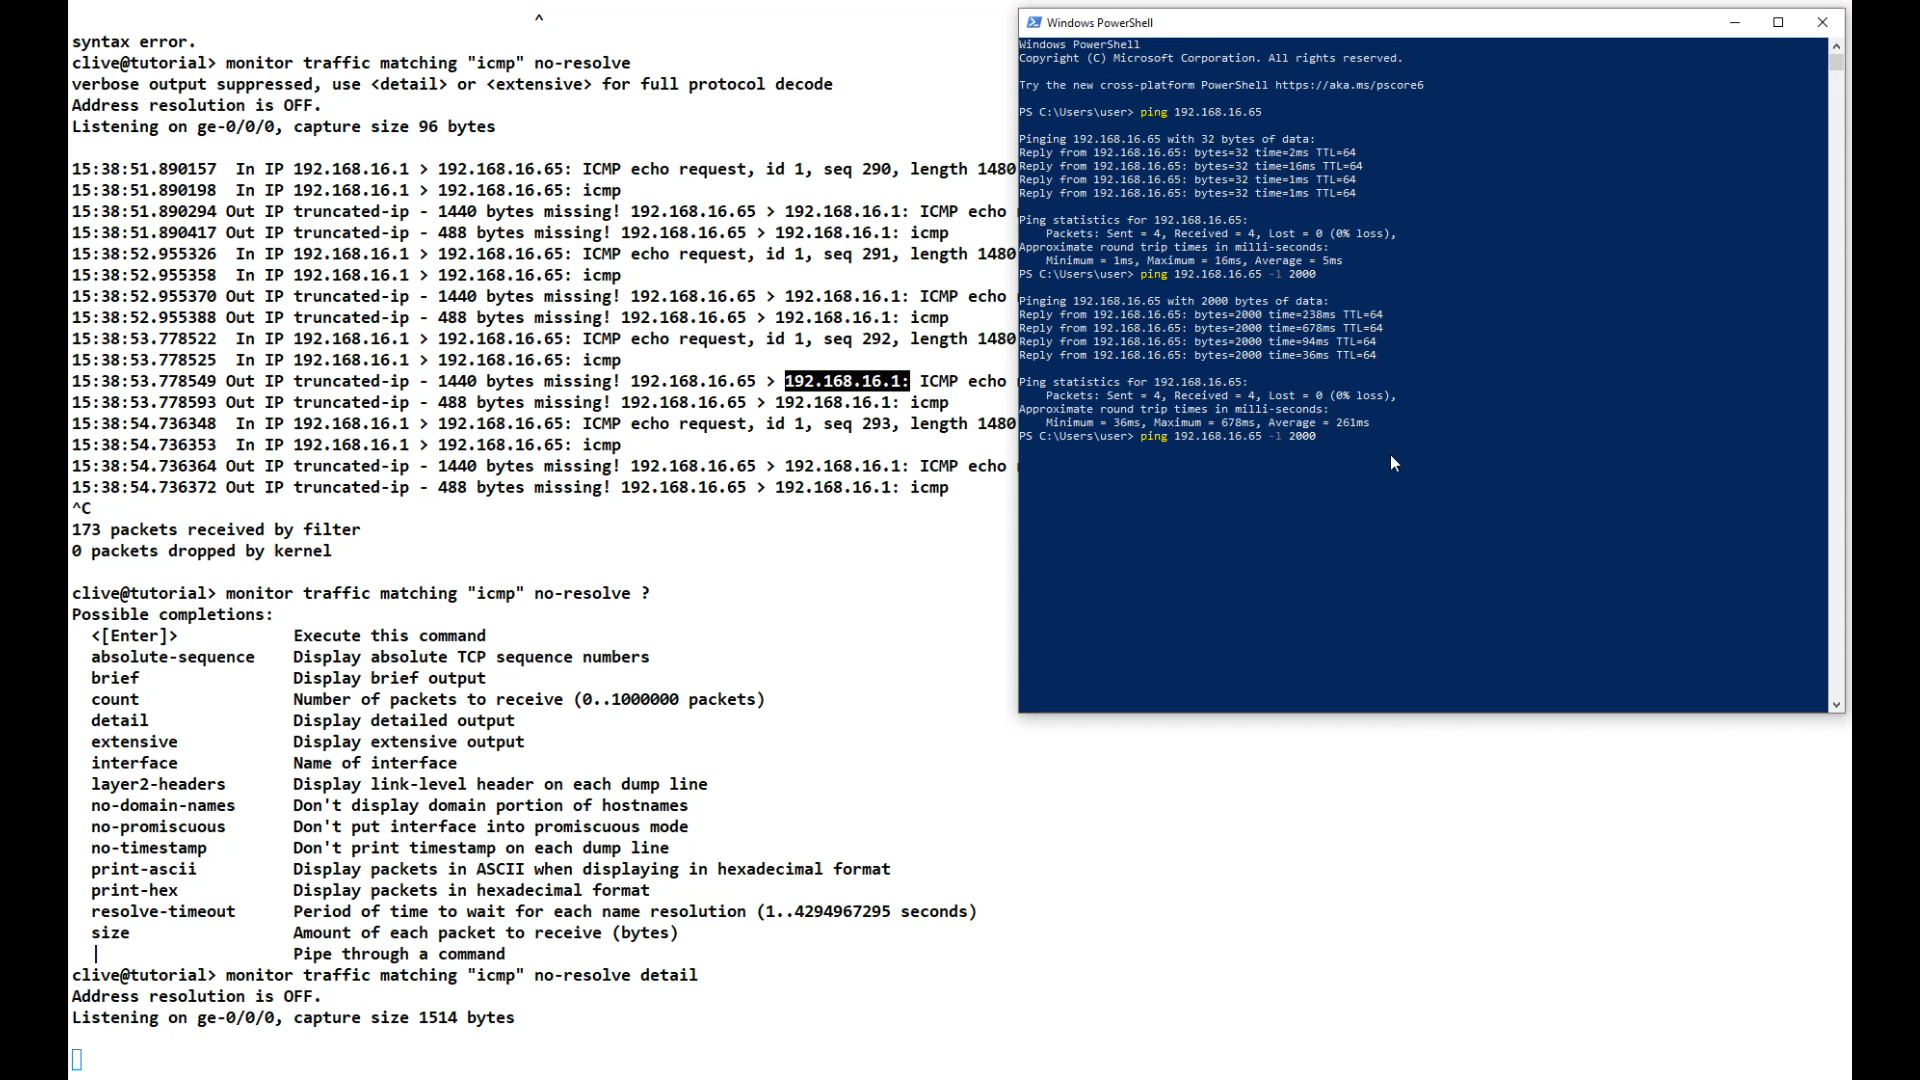 ^
syntax error.
clive@tutorial> monitor traffic matching "icmp" no-resolve
verbose output suppressed, use <detail> or <extensive> for full protocol decode
Address resolution is OFF.
Listening on ge-0/0/0, capture size 96 bytes
15:38:51.890157  In IP 192.168.16.1 > 192.168.16.65: ICMP echo request, id 1, seq 290, length 1480
15:38:51.890198  In IP 192.168.16.1 > 192.168.16.65: icmp
15:38:51.890294 Out IP truncated-ip - 1440 bytes missing! 192.168.16.65 > 192.168.16.1: ICMP echo
15:38:51.890417 Out IP truncated-ip - 488 bytes missing! 192.168.16.65 > 192.168.16.1: icmp
15:38:52.955326  In IP 192.168.16.1 > 192.168.16.65: ICMP echo request, id 1, seq 291, length 1480
15:38:52.955358  In IP 192.168.16.1 > 192.168.16.65: icmp
15:38:52.955370 Out IP truncated-ip - 1440 bytes missing! 192.168.16.65 > 192.168.16.1: ICMP echo
15:38:52.955388 Out IP truncated-ip - 488 bytes missing! 192.168.16.65 > 192.168.16.1: icmp
15:38:53.778522  In IP 192.168.16.1 > 192.168.16.65: ICMP echo request, id 1, seq 292, length 1480
15:38:53.778525  In IP 192.168.16.1 > 192.168.16.65: icmp
15:38:53.778549 Out IP truncated-ip - 1440 bytes missing! 192.168.16.65 > 192.168.16.1: ICMP echo
15:38:53.778593 Out IP truncated-ip - 488 bytes missing! 192.168.16.65 > 192.168.16.1: icmp
15:38:54.736348  In IP 192.168.16.1 > 192.168.16.65: ICMP echo request, id 1, seq 293, length 1480
15:38:54.736353  In IP 192.168.16.1 > 192.168.16.65: icmp
15:38:54.736364 Out IP truncated-ip - 1440 bytes missing! 192.168.16.65 > 192.168.16.1: ICMP echo
15:38:54.736372 Out IP truncated-ip - 488 bytes missing! 192.168.16.65 > 192.168.16.1: icmp
^C
173 packets received by filter
0 packets dropped by kernel
clive@tutorial> monitor traffic matching "icmp" no-resolve ?
Possible completions:
<[Enter]>            Execute this command
absolute-sequence    Display absolute TCP sequence numbers
brief                Display brief output
count                Number of packets to receive (0..1000000 packets)
detail               Display detailed output
extensive            Display extensive output
interface            Name of interface
layer2-headers       Display link-level header on each dump line
no-domain-names      Don't display domain portion of hostnames
no-promiscuous       Don't put interface into promiscuous mode
no-timestamp         Don't print timestamp on each dump line
print-ascii          Display packets in ASCII when displaying in hexadecimal format
print-hex            Display packets in hexadecimal format
resolve-timeout      Period of time to wait for each name resolution (1..4294967295 seconds)
size                 Amount of each packet to receive (bytes)
|                    Pipe through a command
clive@tutorial> monitor traffic matching "icmp" no-resolve detail
Address resolution is OFF.
Listening on ge-0/0/0, capture size 1514 bytes
Windows PowerShell
Windows PowerShell
Copyright (C) Microsoft Corporation. All rights reserved.
Try the new cross-platform PowerShell https://aka.ms/pscore6
PS C:\Users\user> ping 192.168.16.65
Pinging 192.168.16.65 with 32 bytes of data:
Reply from 192.168.16.65: bytes=32 time=2ms TTL=64
Reply from 192.168.16.65: bytes=32 time=16ms TTL=64
Reply from 192.168.16.65: bytes=32 time=1ms TTL=64
Reply from 192.168.16.65: bytes=32 time=1ms TTL=64
Ping statistics for 192.168.16.65:
Packets: Sent = 4, Received = 4, Lost = 0 (0% loss),
Approximate round trip times in milli-seconds:
Minimum = 1ms, Maximum = 16ms, Average = 5ms
PS C:\Users\user> ping 192.168.16.65 -l 2000
Pinging 192.168.16.65 with 2000 bytes of data:
Reply from 192.168.16.65: bytes=2000 time=238ms TTL=64
Reply from 192.168.16.65: bytes=2000 time=678ms TTL=64
Reply from 192.168.16.65: bytes=2000 time=94ms TTL=64
Reply from 192.168.16.65: bytes=2000 time=36ms TTL=64
Ping statistics for 192.168.16.65:
Packets: Sent = 4, Received = 4, Lost = 0 (0% loss),
Approximate round trip times in milli-seconds:
Minimum = 36ms, Maximum = 678ms, Average = 261ms
PS C:\Users\user> ping 192.168.16.65 -l 2000